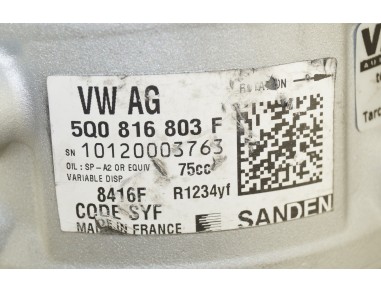 ROTATION
VW AG
5Q0 816 803 F
SN 10120003763
OIL : SP-A2 OR EQUIV 75cc
VARIABLE DISP.
8416F R1234yf
CODE SYF
MADE IN FRANCE
SANDEN